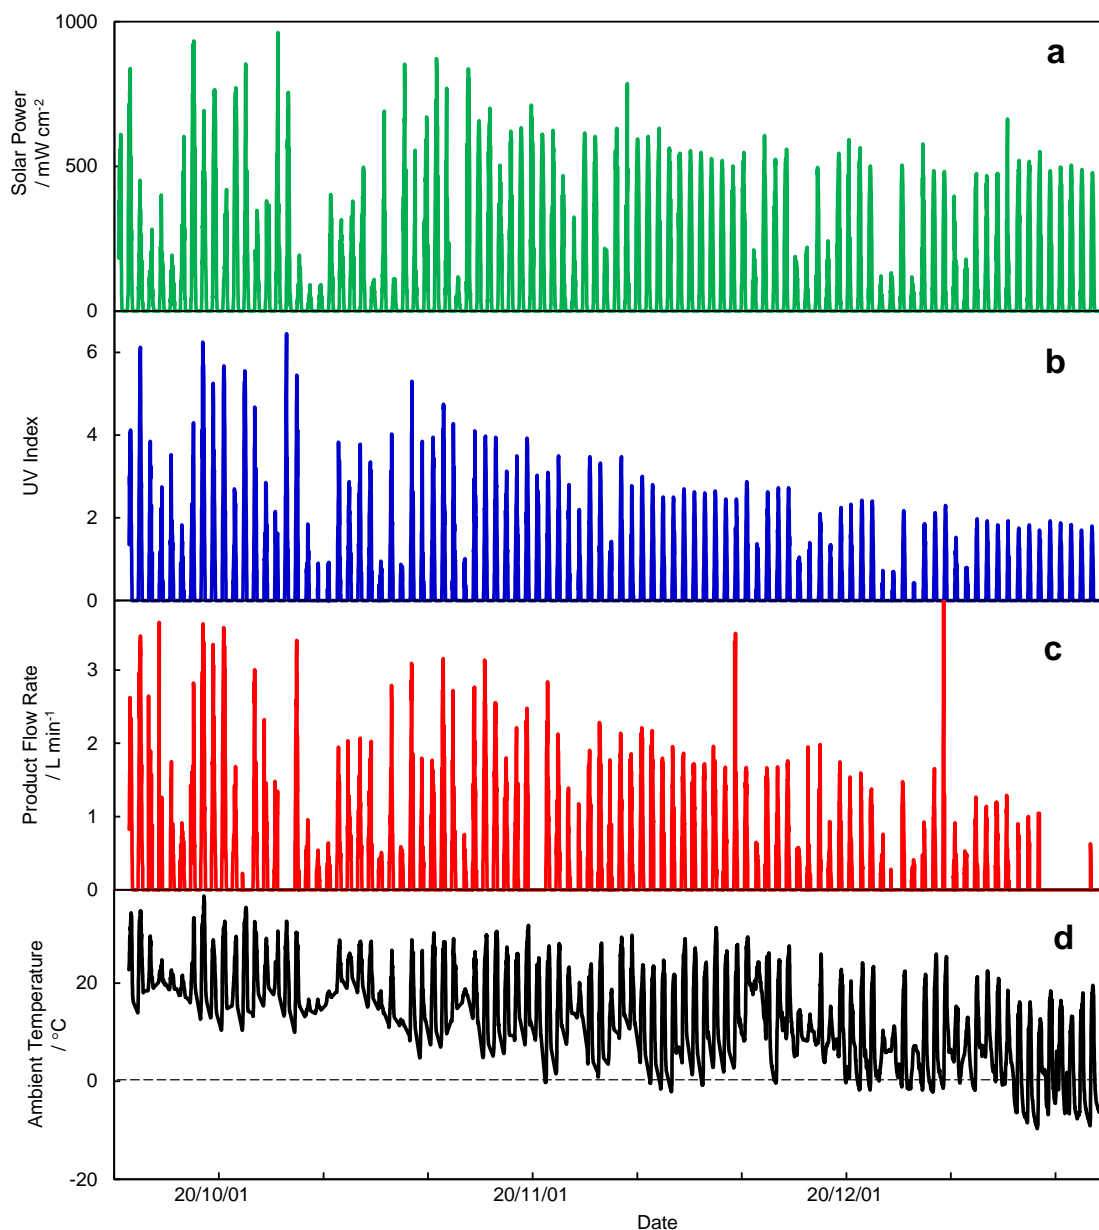 1000
a
Solar Power
/ mW cm-2
500
0
6
b
UV Index
4
2
0
c
3
Product Flow Rate
/ L min-1
2
1
0
d
Ambient Temperature
/ °C
20
0
-20
20/10/01
20/11/01
20/12/01
Date